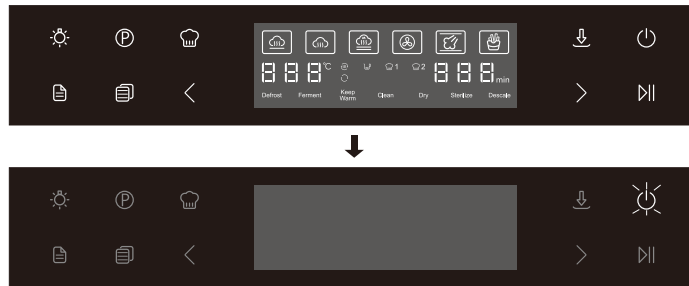 P
888°C 1 2 888min
Defrost Ferment Keep Warm Clean Dry Sterilize Descale
P